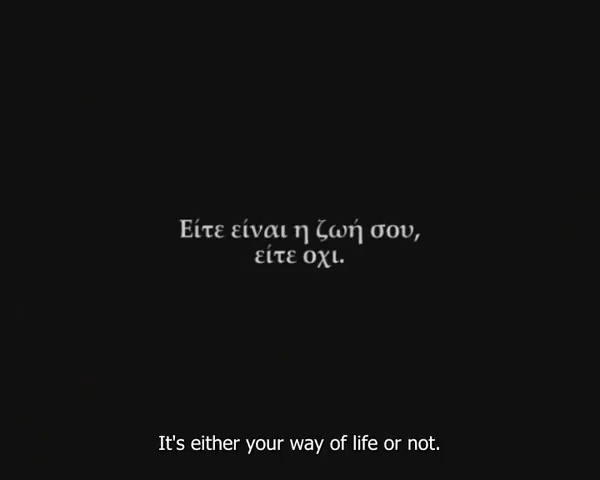 Είτε είναι η ζωή σου,
είτε οχι.
It's either your way of life or not.